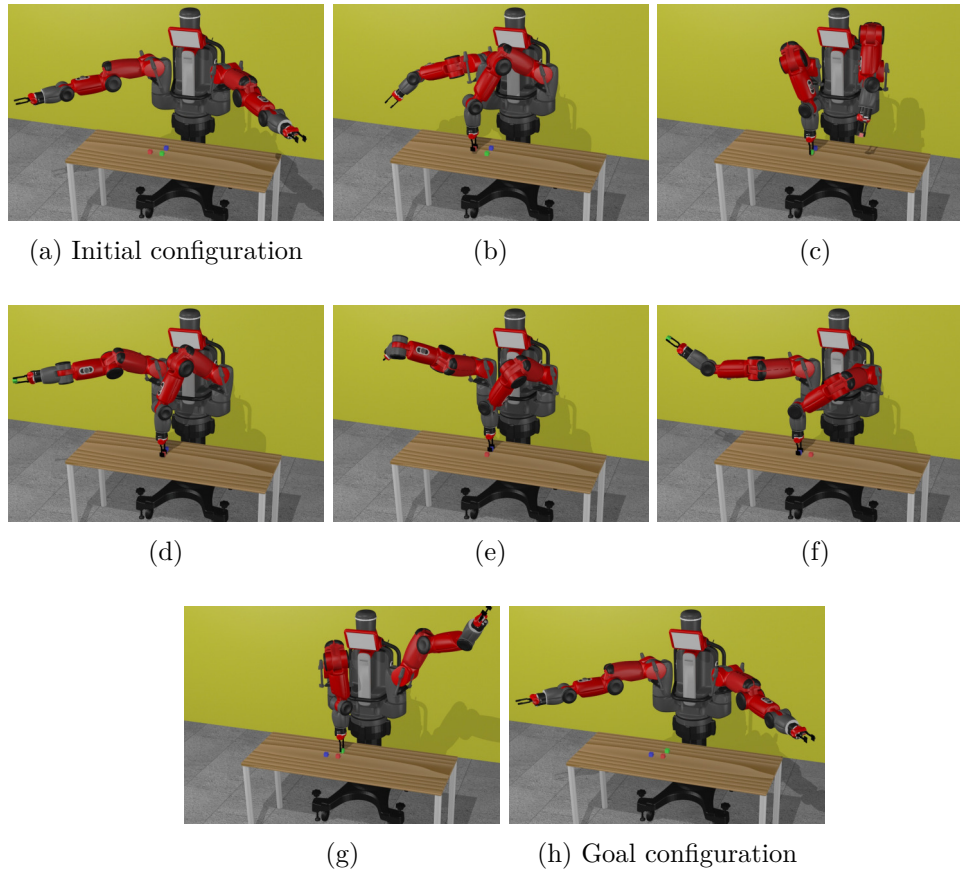 (a) Initial configuration
(b)
(c)
(d)
(e)
(f)
(g)
(h) Goal configuration